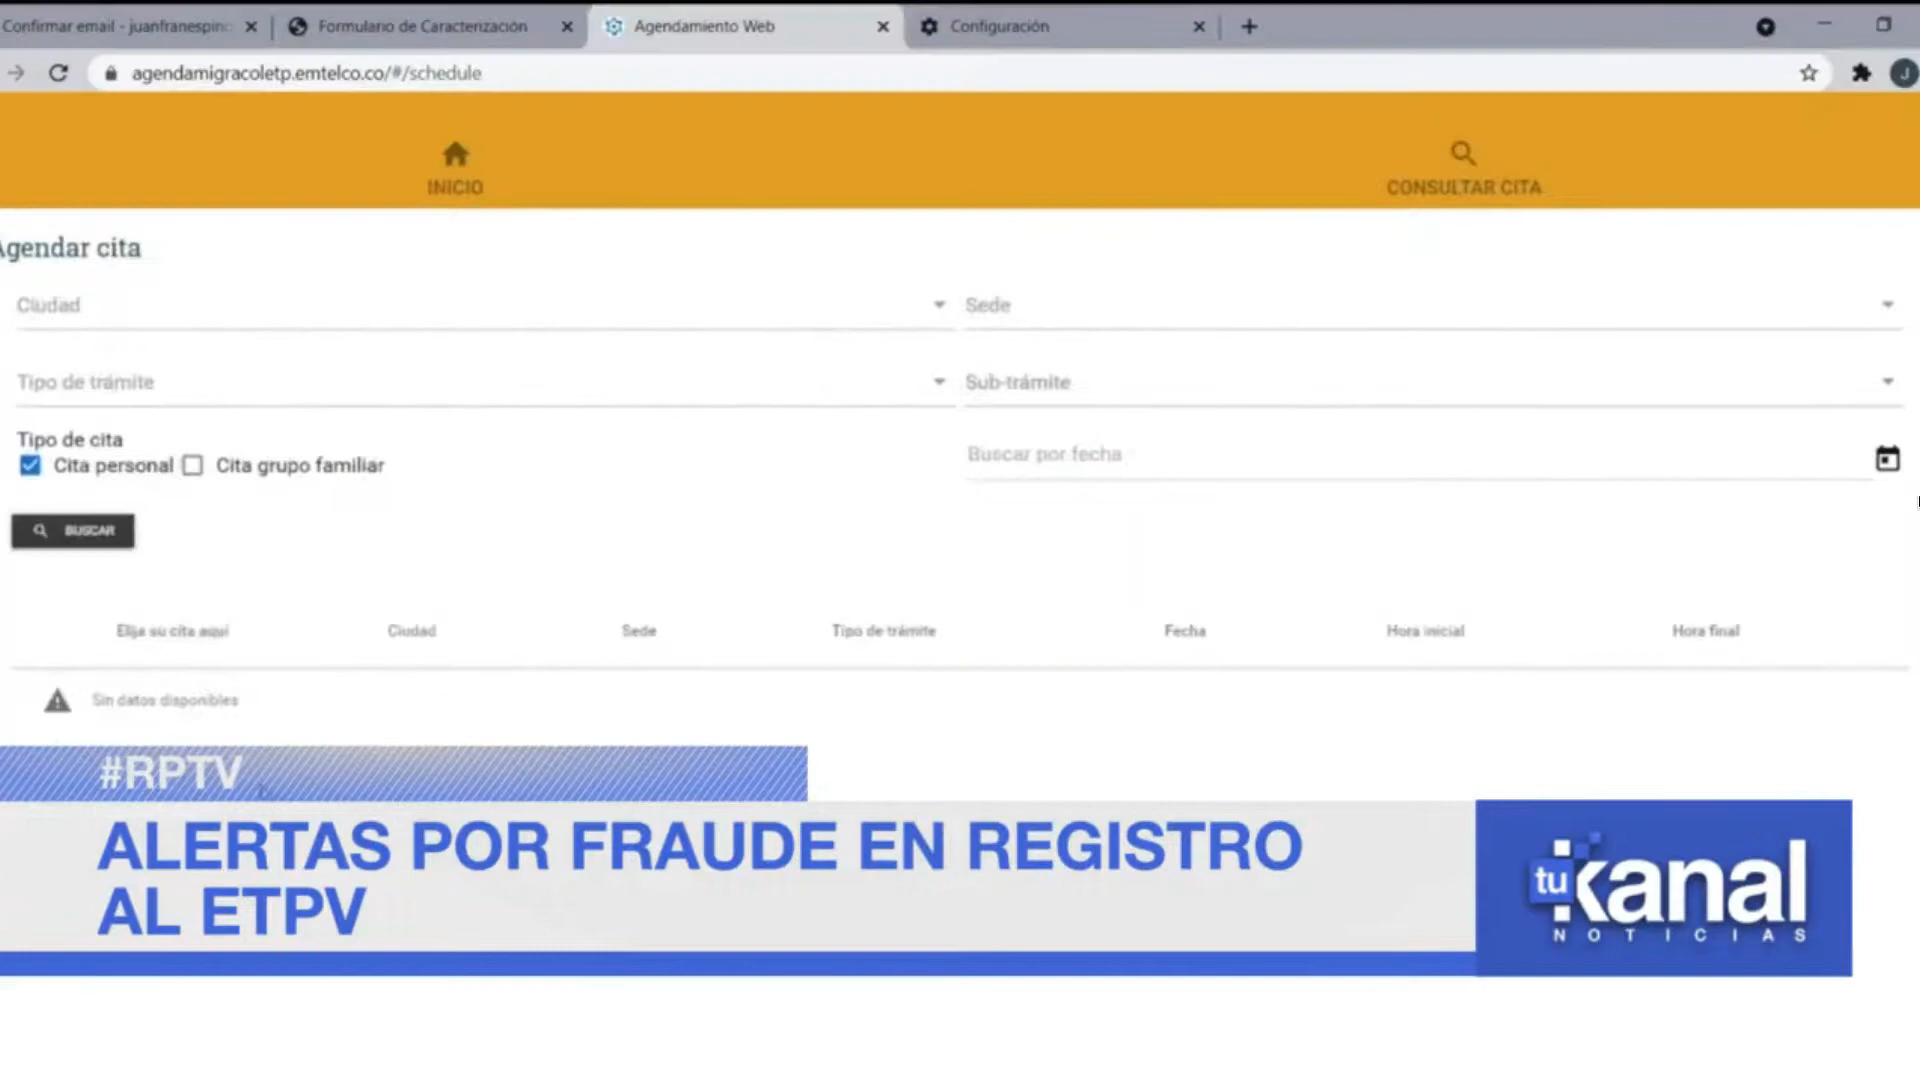 Confirmar email - juanfranespino
Formulario de Caracterización
Agendamiento Web
Configuración
agendamigracoletp.emtelco.co/#/schedule
J
INICIO
CONSULTAR CITA
Agendar cita
Ciudad
Sede
Tipo de trámite
Sub-trámite
Tipo de cita
Cita personal
Cita grupo familiar
Buscar por fecha
BUSCAR
Elija su cita aquí
Ciudad
Sede
Tipo de trámite
Fecha
Hora inicial
Hora final
Sin datos disponibles
#RPTV
ALERTAS POR FRAUDE EN REGISTRO
AL ETPV
tu kanal
NOTICIAS